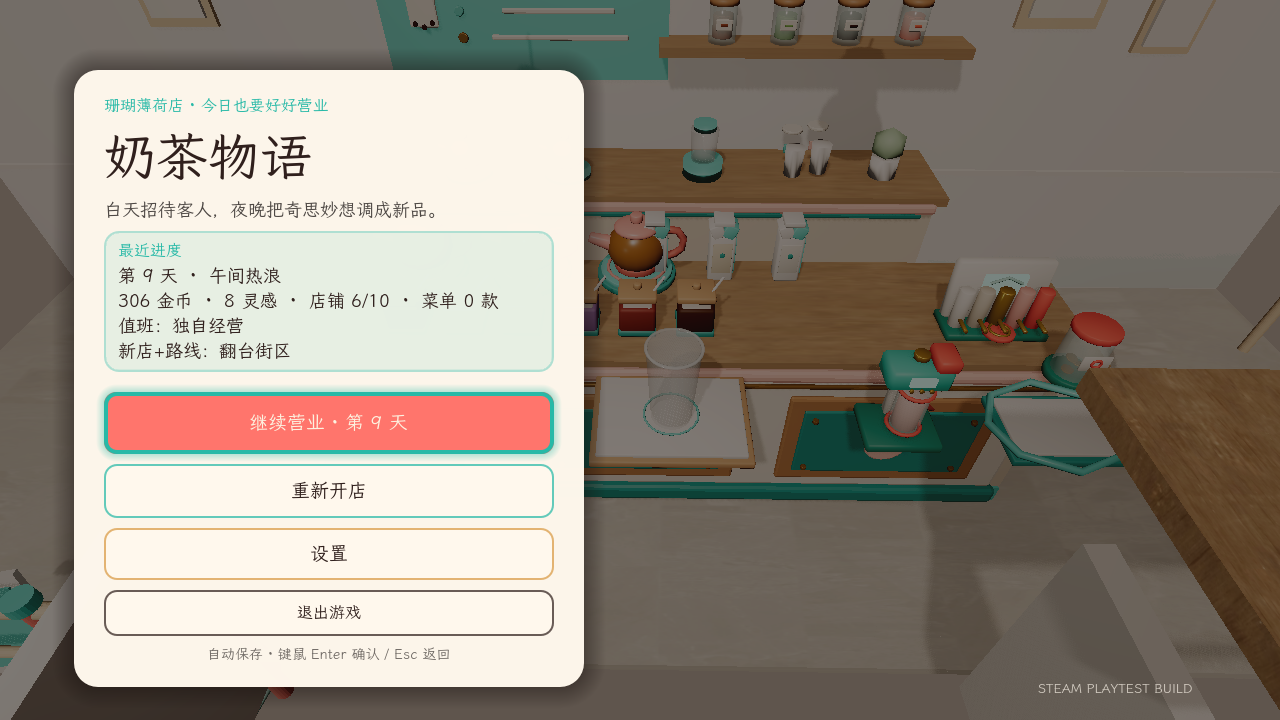 珊瑚薄荷店・今日也要好好营业
奶茶物语
白天招待客人，夜晚把奇思妙想调成新品。
最近进度
第 9 天 · 午间热浪
306 金币 · 8 灵感 · 店铺 6/10 · 菜单 0 款
值班：独自经营
新店+路线：翻台街区
继续营业・第 9 天
重新开店
设置
退出游戏
自动保存・键鼠 Enter 确认 / Esc 返回
STEAM PLAYTEST BUILD